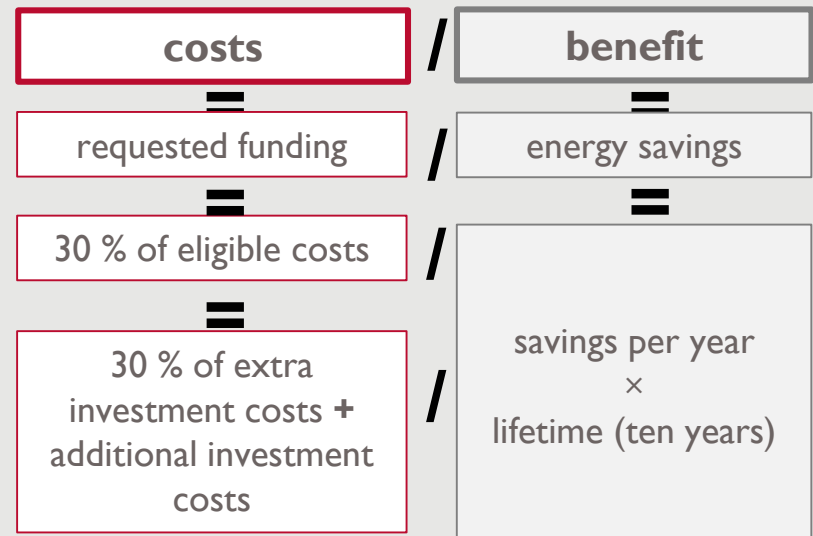 costs / benefit
= =
requested funding / energy savings
= =
30 % of eligible costs /
=
30 % of extra
investment costs +
additional investment
costs
/
savings per year
×
lifetime (ten years)